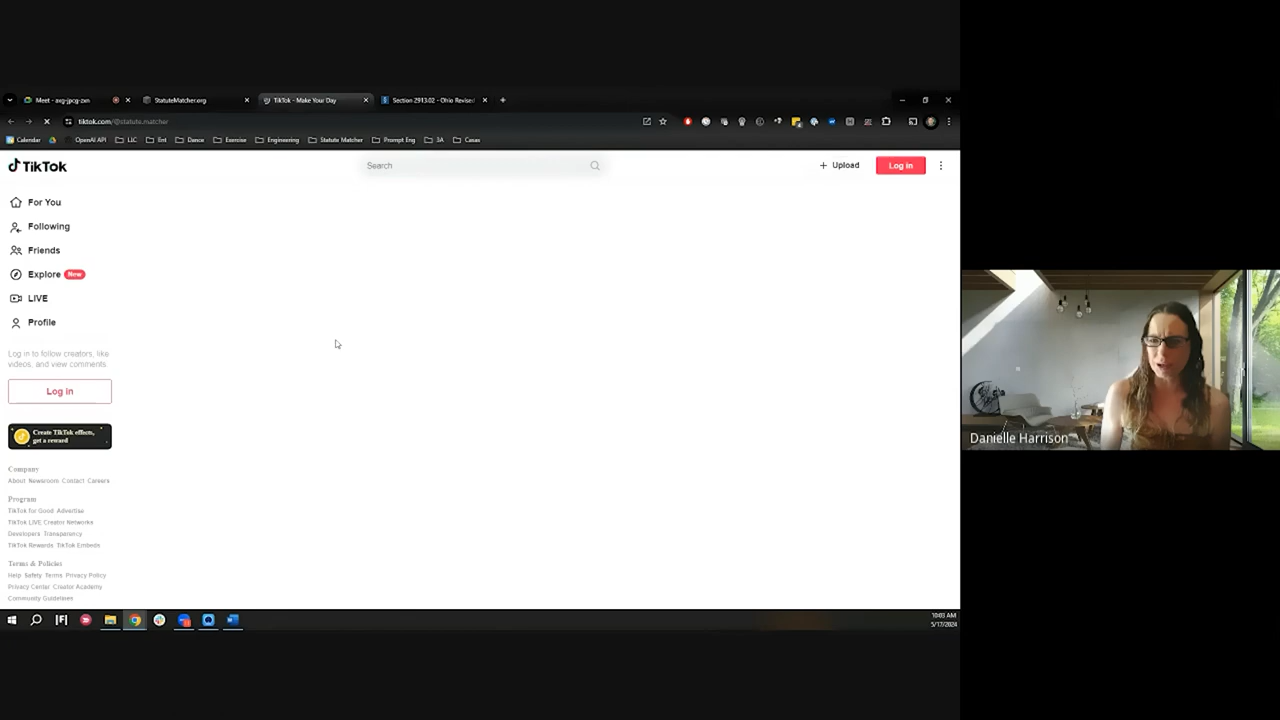 Meet - axg-jpcg-zxn
StatuteMatcher.org
TikTok - Make Your Day
Section 2913.02 - Ohio Revised
tiktok.com/@statute.matcher
Calendar
OpenAI API
LLC
Ent
Dance
Exercise
Engineering
Statute Matcher
Prompt Eng
3A
Casas
TikTok
Search
Upload
Log in
For You
Following
Friends
Explore New
LIVE
Profile
Log in to follow creators, like
videos, and view comments.
Log in
Create TikTok effects,
get a reward
Company
About Newsroom Contact Careers
Program
TikTok for Good Advertise
TikTok LIVE Creator Networks
Developers Transparency
TikTok Rewards TikTok Embeds
Terms & Policies
Help Safety Terms Privacy Policy
Privacy Center Creator Academy
Community Guidelines
10:03 AM
5/17/2024
Danielle Harrison